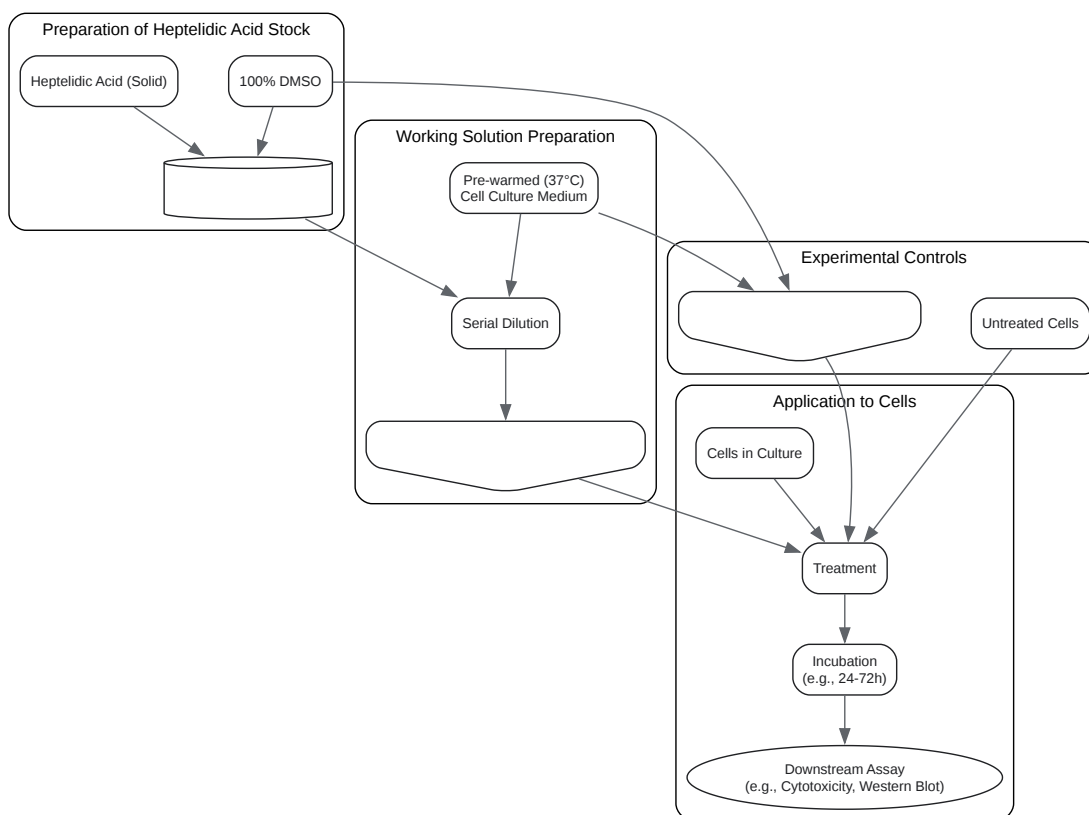 Preparation of Heptelidic Acid Stock
Heptelidic Acid (Solid)
100% DMSO
Working Solution Preparation
Pre-warmed (37°C)
Cell Culture Medium
Serial Dilution
Experimental Controls
Untreated Cells
Application to Cells
Cells in Culture
Treatment
Incubation
(e.g., 24-72h)
Downstream Assay
(e.g., Cytotoxicity, Western Blot)